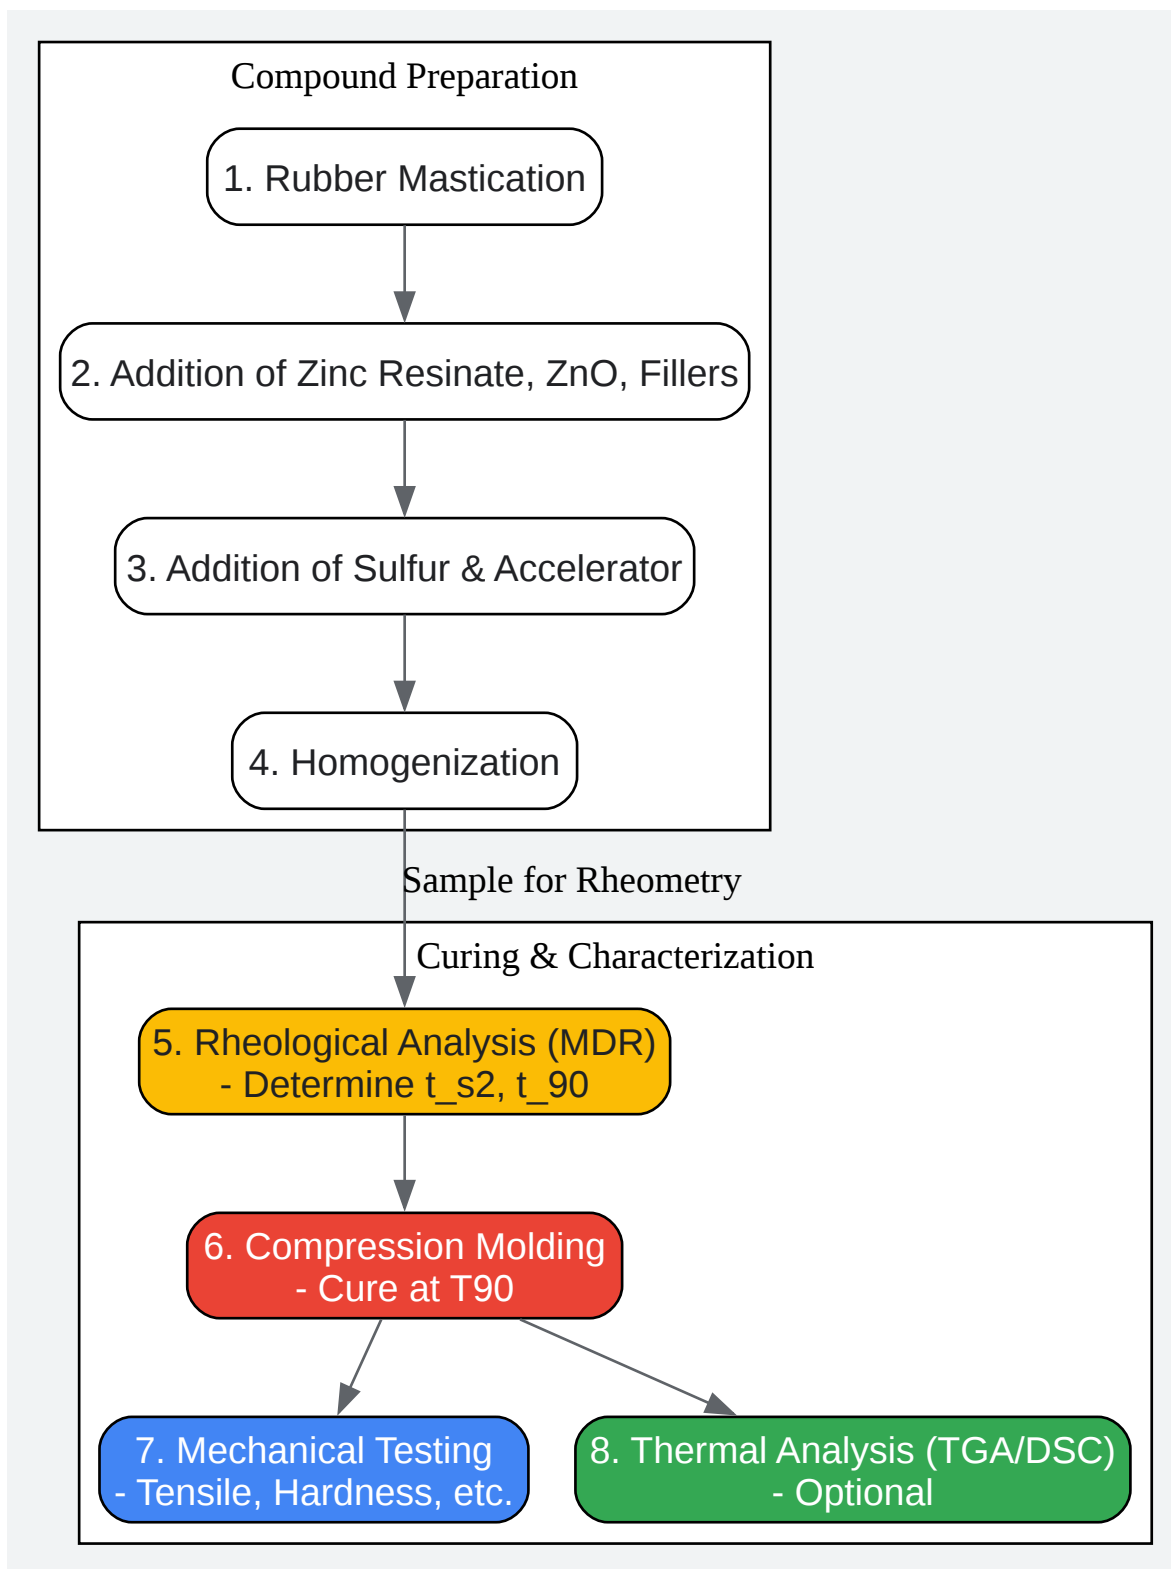 Compound Preparation
1. Rubber Mastication
2. Addition of Zinc Resinate, ZnO, Fillers
3. Addition of Sulfur & Accelerator
4. Homogenization
Sample for Rheometry
Curing & Characterization
5. Rheological Analysis (MDR)
- Determine t_s2, t_90
6. Compression Molding
- Cure at T90
7. Mechanical Testing
- Tensile, Hardness, etc.
8. Thermal Analysis (TGA/DSC)
- Optional